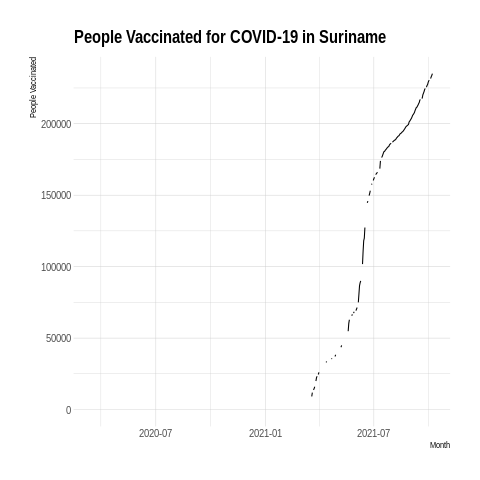 People Vaccinated for COVID-19 in Suriname
People Vaccinated
200000
150000
100000
50000
0
2020-07 2021-01 2021-07
Month